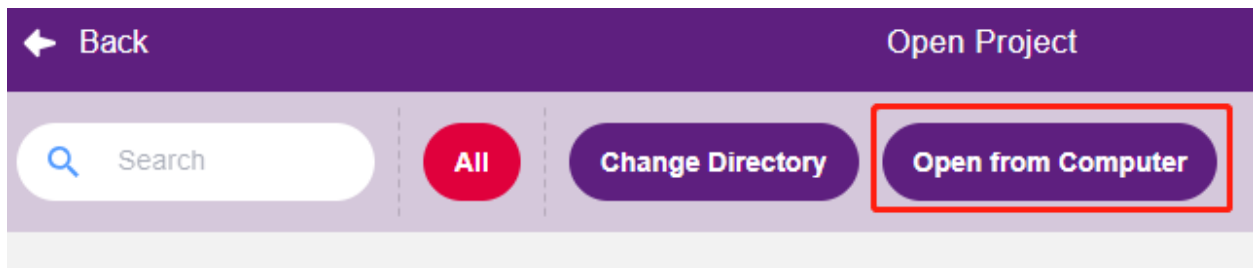 Back
Open Project
Search
All
Change Directory
Open from Computer